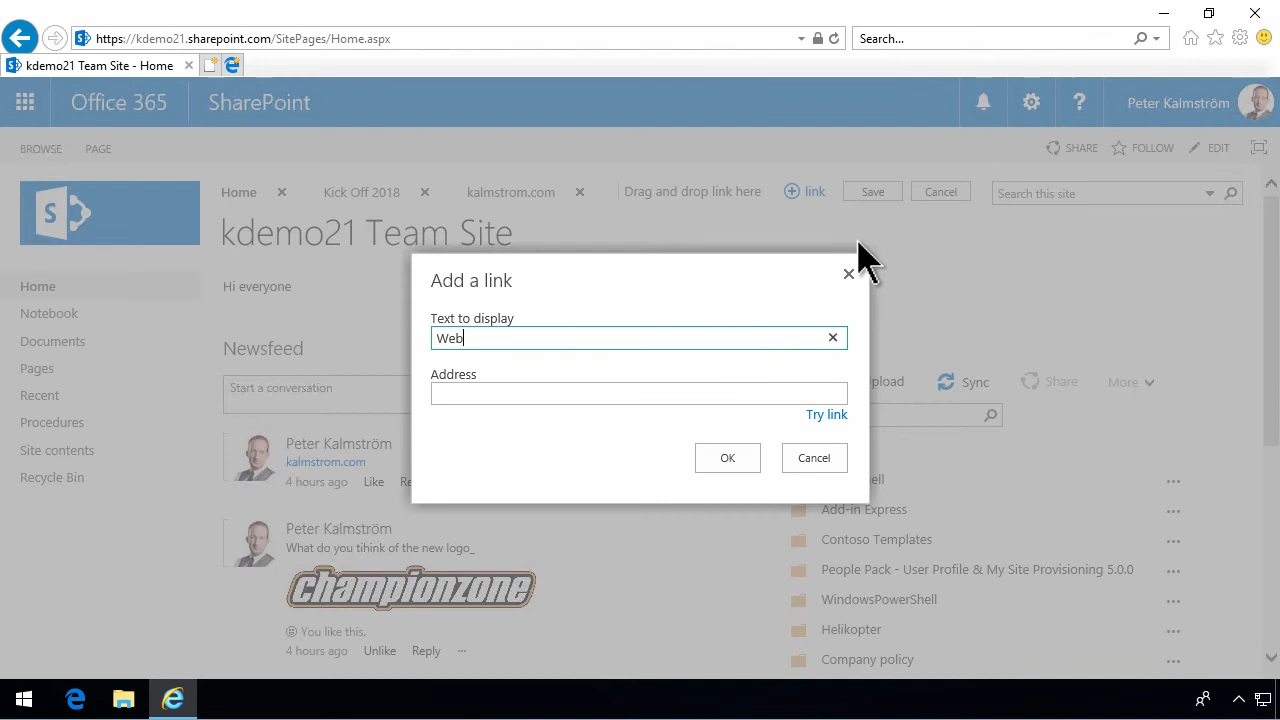 https://kdemo21.sharepoint.com/SitePages/Home.aspx
Search...
kdemo21 Team Site - Home
Office 365
SharePoint
Peter Kalmström
BROWSE
PAGE
SHARE
FOLLOW
EDIT
Home
Kick Off 2018
kalmstrom.com
Drag and drop link here
link
Save
Cancel
Search this site
kdemo21 Team Site
Add a link
Text to display
Web
Address
Try link
OK
Cancel
Home
Notebook
Documents
Pages
Recent
Procedures
Site contents
Recycle Bin
Hi everyone
Newsfeed
Start a conversation
Peter Kalmström
kalmstrom.com
4 hours ago Like
Peter Kalmström
What do you tihink of the new logo_
championzone
You like this.
4 hours ago Unlike Reply ...
Sync
Share
More
Add-in Express
Contoso Templates
People Pack - User Profile & My Site Provisioning 5.0.0
WindowsPowerShell
Helikopter
Company policy